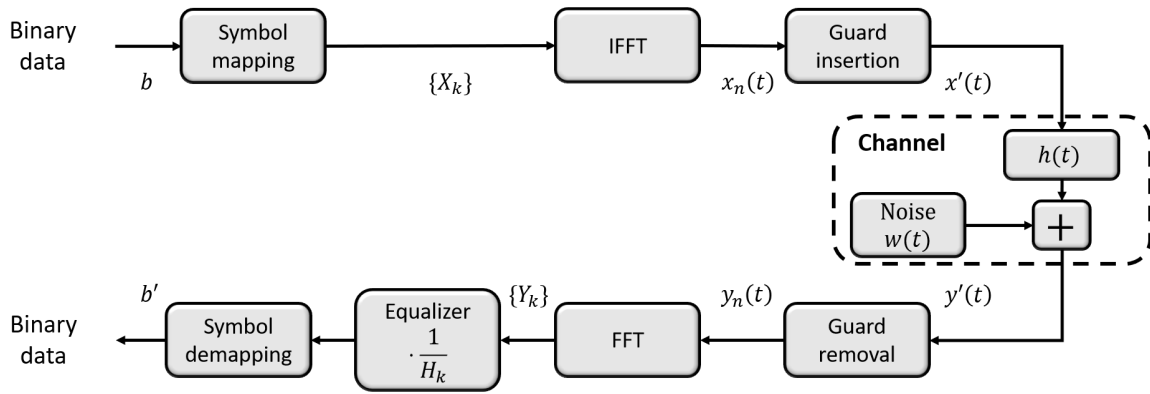 Binary
data
b
Symbol
mapping
{X_k}
IFFT
x_n(t)
Guard
insertion
x′(t)
Channel
h(t)
Noise
w(t)
+
y′(t)
Guard
removal
y_n(t)
FFT
{Y_k}
Equalizer
· 1/H_k
Symbol
demapping
b′
Binary
data